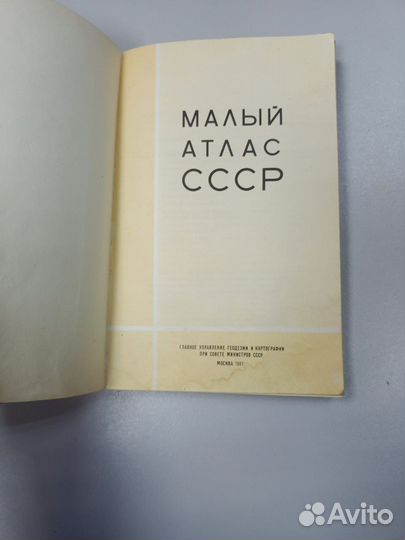 МАЛЫЙ
АТЛАС
СССР
ГЛАВНОЕ УПРАВЛЕНИЕ ГЕОДЕЗИИ И КАРТОГРАФИИ
ПРИ СОВЕТЕ МИНИСТРОВ СССР
МОСКВА
Avito